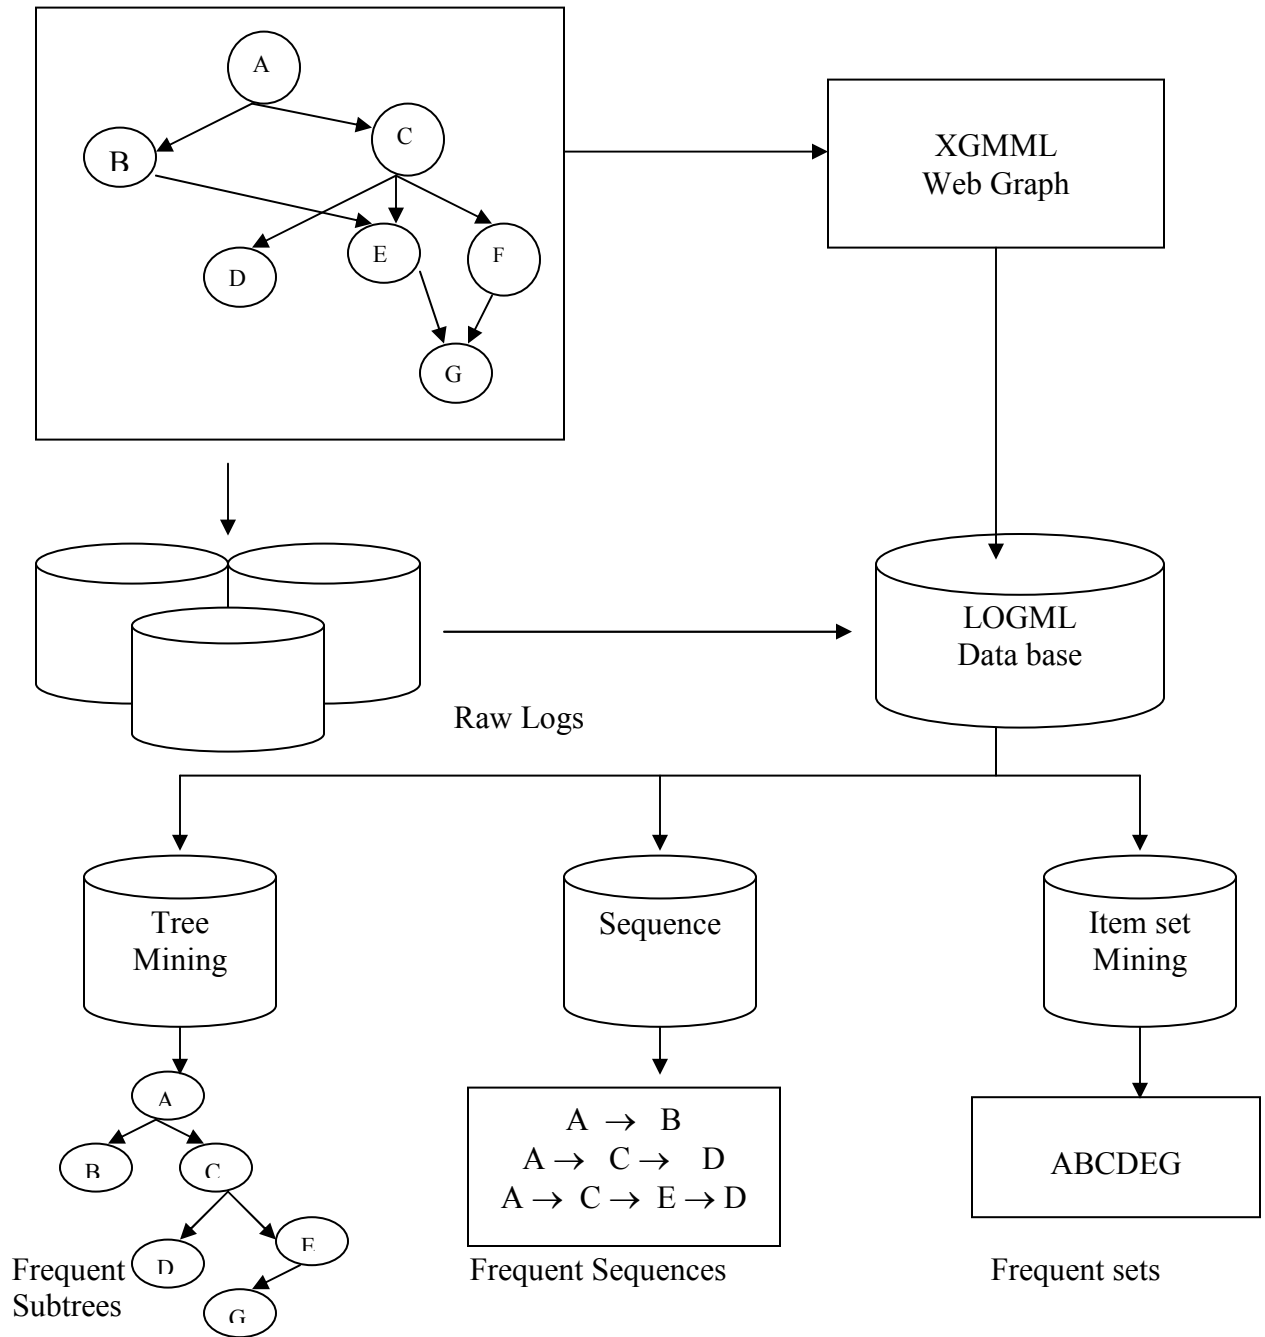 A
B
C
D
E
F
G
XGMML
Web Graph
LOGML
Data base
Raw Logs
Tree
Mining
Sequence
Item set
Mining
A
B
C
D
E
G
Frequent
Subtrees
A → B
A → C → D
A → C → E → D
Frequent Sequences
ABCDEG
Frequent sets